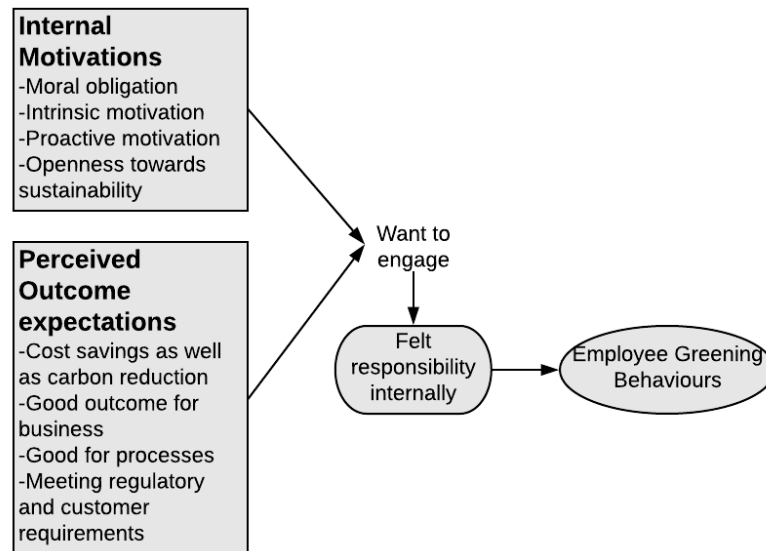 Internal
Motivations
-Moral obligation
-Intrinsic motivation
-Proactive motivation
-Openness towards
sustainability
Perceived
Outcome
expectations
-Cost savings as well
as carbon reduction
-Good outcome for
business
-Good for processes
-Meeting regulatory
and customer
requirements
Want to
engage
Felt
responsibility
internally
Employee Greening
Behaviours